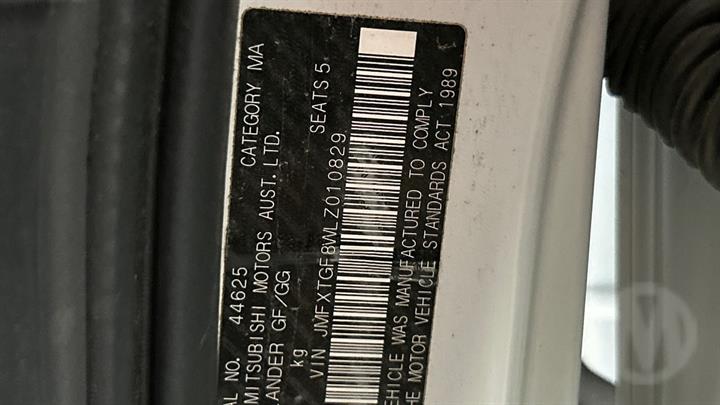 AL NO. 44625 CATEGORY MA
MITSUBISHI MOTORS AUST. LTD.
LANDER GF/GG
kg SEATS 5
VIN JMFXTGF8WLZ010829
EHICLE WAS MANUFACTURED TO COMPLY
HE MOTOR VEHICLE STANDARDS ACT 1989